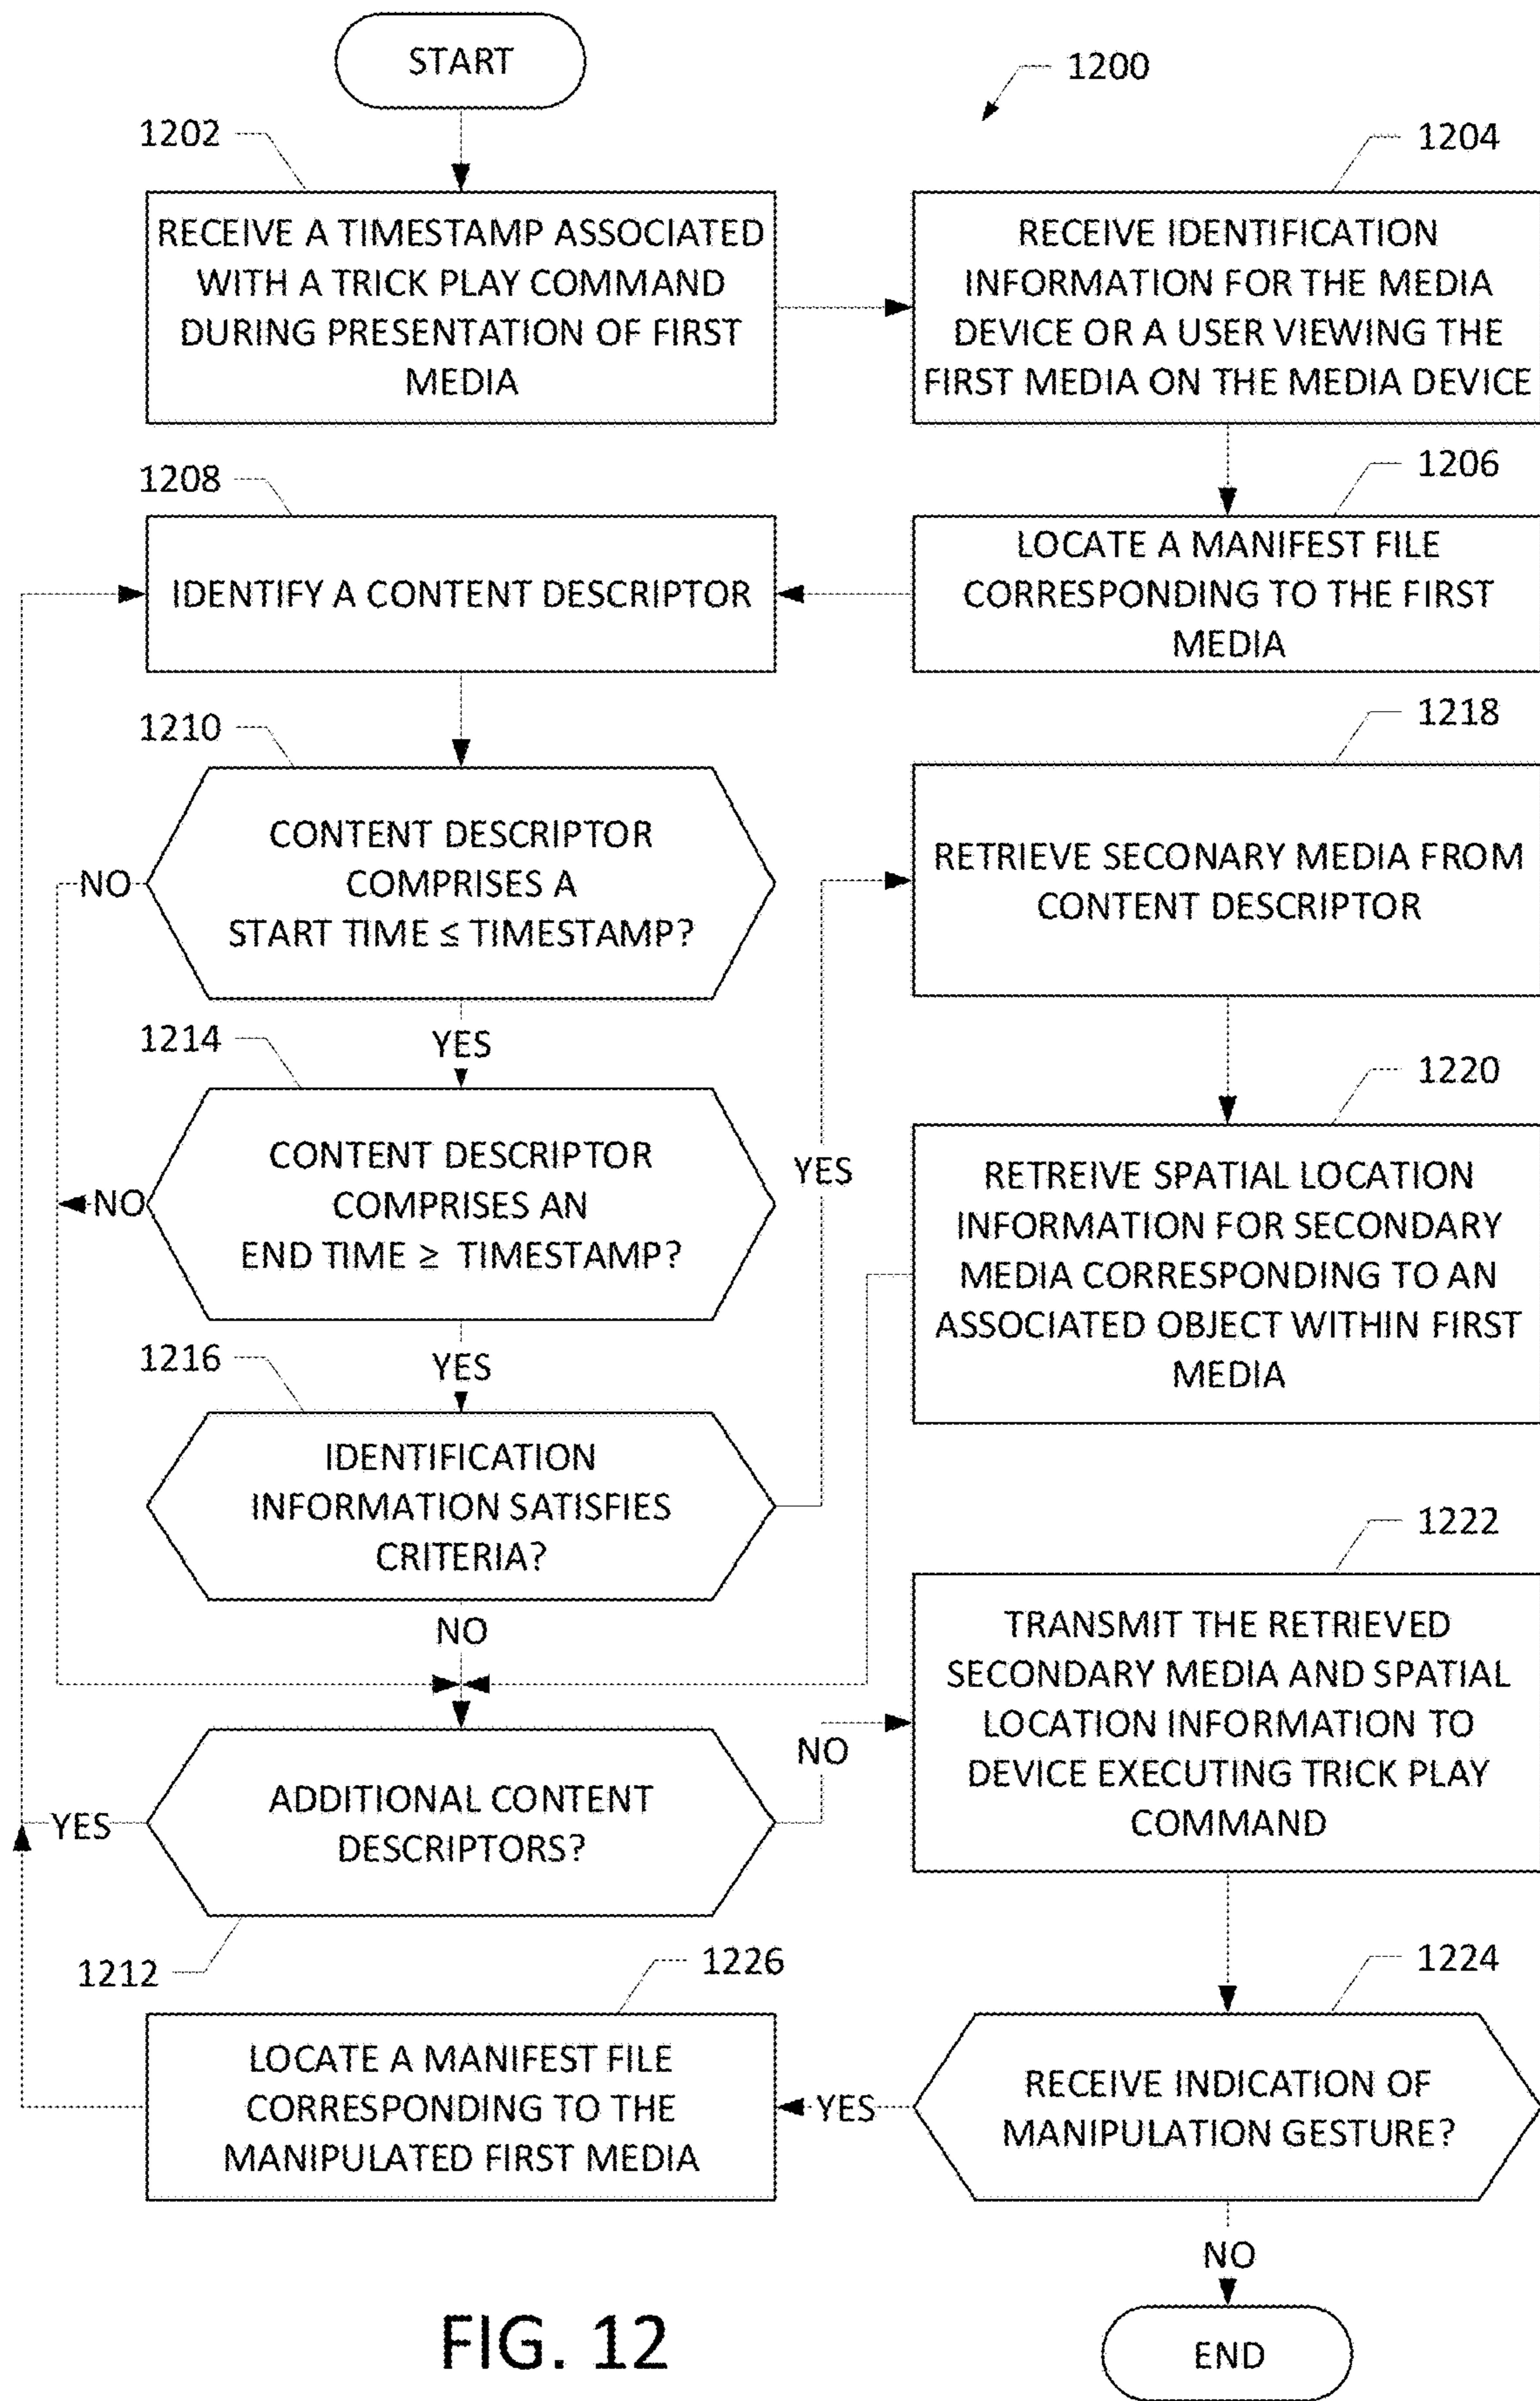 START
1200
1202
RECEIVE A TIMESTAMP ASSOCIATED
WITH A TRICK PLAY COMMAND
DURING PRESENTATION OF FIRST
MEDIA
1204
RECEIVE IDENTIFICATION
INFORMATION FOR THE MEDIA
DEVICE OR A USER VIEWING THE
FIRST MEDIA ON THE MEDIA DEVICE
1206
LOCATE A MANIFEST FILE
CORRESPONDING TO THE FIRST
MEDIA
1208
IDENTIFY A CONTENT DESCRIPTOR
1210
CONTENT DESCRIPTOR
COMPRISES A
START TIME ≤ TIMESTAMP?
NO
YES
1214
CONTENT DESCRIPTOR
COMPRISES AN
END TIME ≥ TIMESTAMP?
NO
YES
1216
IDENTIFICATION
INFORMATION SATISFIES
CRITERIA?
YES
NO
1218
RETRIEVE SECONARY MEDIA FROM
CONTENT DESCRIPTOR
1220
RETREIVE SPATIAL LOCATION
INFORMATION FOR SECONDARY
MEDIA CORRESPONDING TO AN
ASSOCIATED OBJECT WITHIN FIRST
MEDIA
ADDITIONAL CONTENT
DESCRIPTORS?
YES
NO
1212
1222
TRANSMIT THE RETRIEVED
SECONDARY MEDIA AND SPATIAL
LOCATION INFORMATION TO
DEVICE EXECUTING TRICK PLAY
COMMAND
1224
RECEIVE INDICATION OF
MANIPULATION GESTURE?
YES
1226
LOCATE A MANIFEST FILE
CORRESPONDING TO THE
MANIPULATED FIRST MEDIA
NO
END
FIG. 12